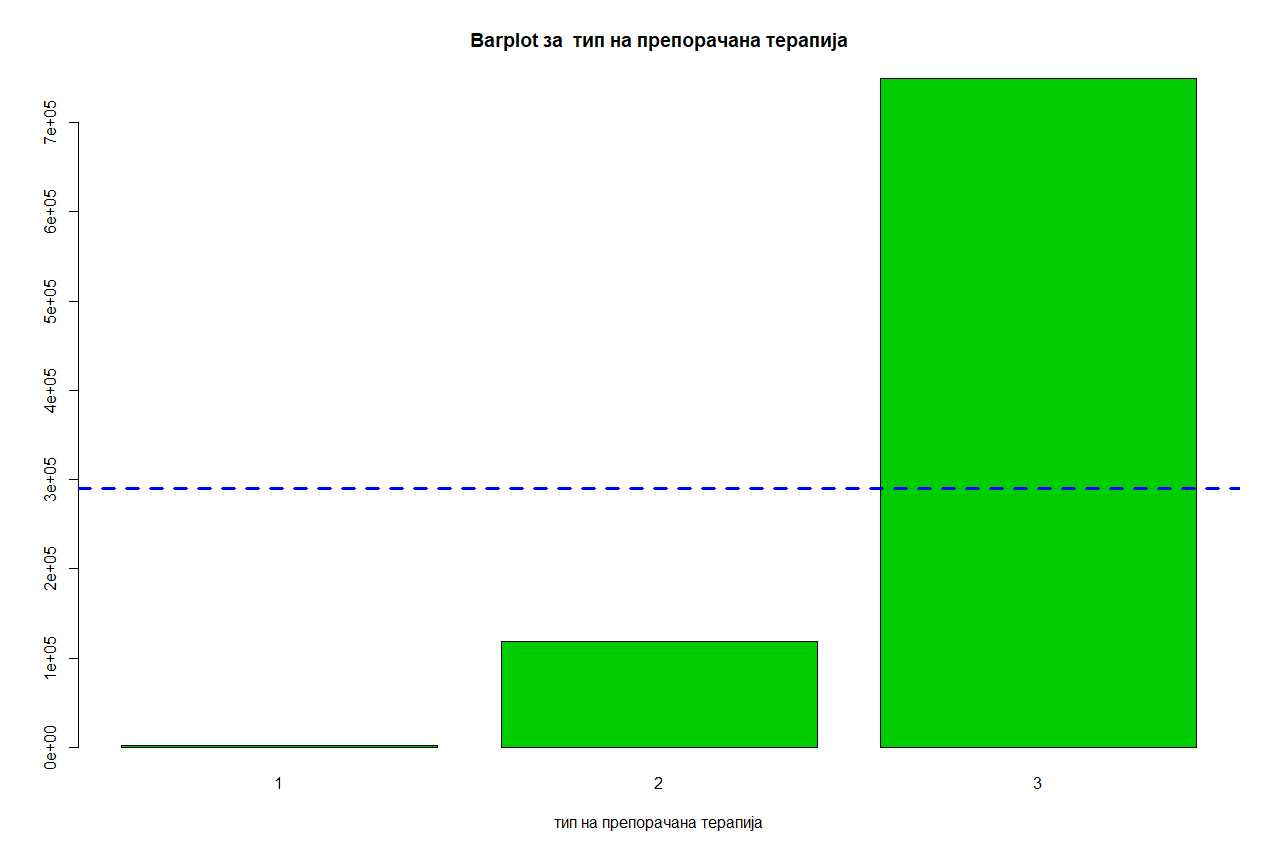 Barplot за  тип на препорачана терапија
7e+05
6e+05
5e+05
4e+05
3e+05
2e+05
1e+05
0e+00
1
2
3
тип на препорачана терапија